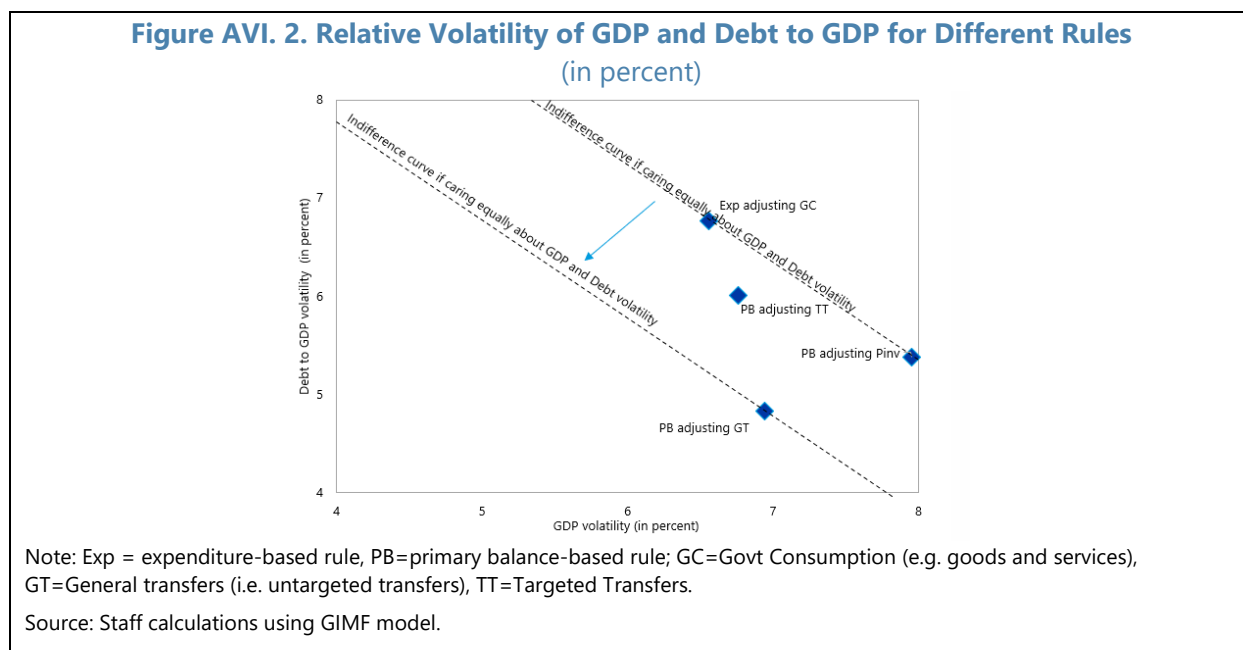 Figure AVI. 2. Relative Volatility of GDP and Debt to GDP for Different Rules
(in percent)
Debt to GDP volatility (in percent)
8
7
6
5
4
Indifference curve if caring equally about GDP and Debt volatility
Indifference curve if caring equally about GDP and Debt volatility
Exp adjusting GC
PB adjusting TT
PB adjusting Pinv
PB adjusting GT
4
5
6
7
8
GDP volatility (in percent)
Note: Exp = expenditure-based rule, PB=primary balance-based rule; GC=Govt Consumption (e.g. goods and services),
GT=General transfers (i.e. untargeted transfers), TT=Targeted Transfers.
Source: Staff calculations using GIMF model.